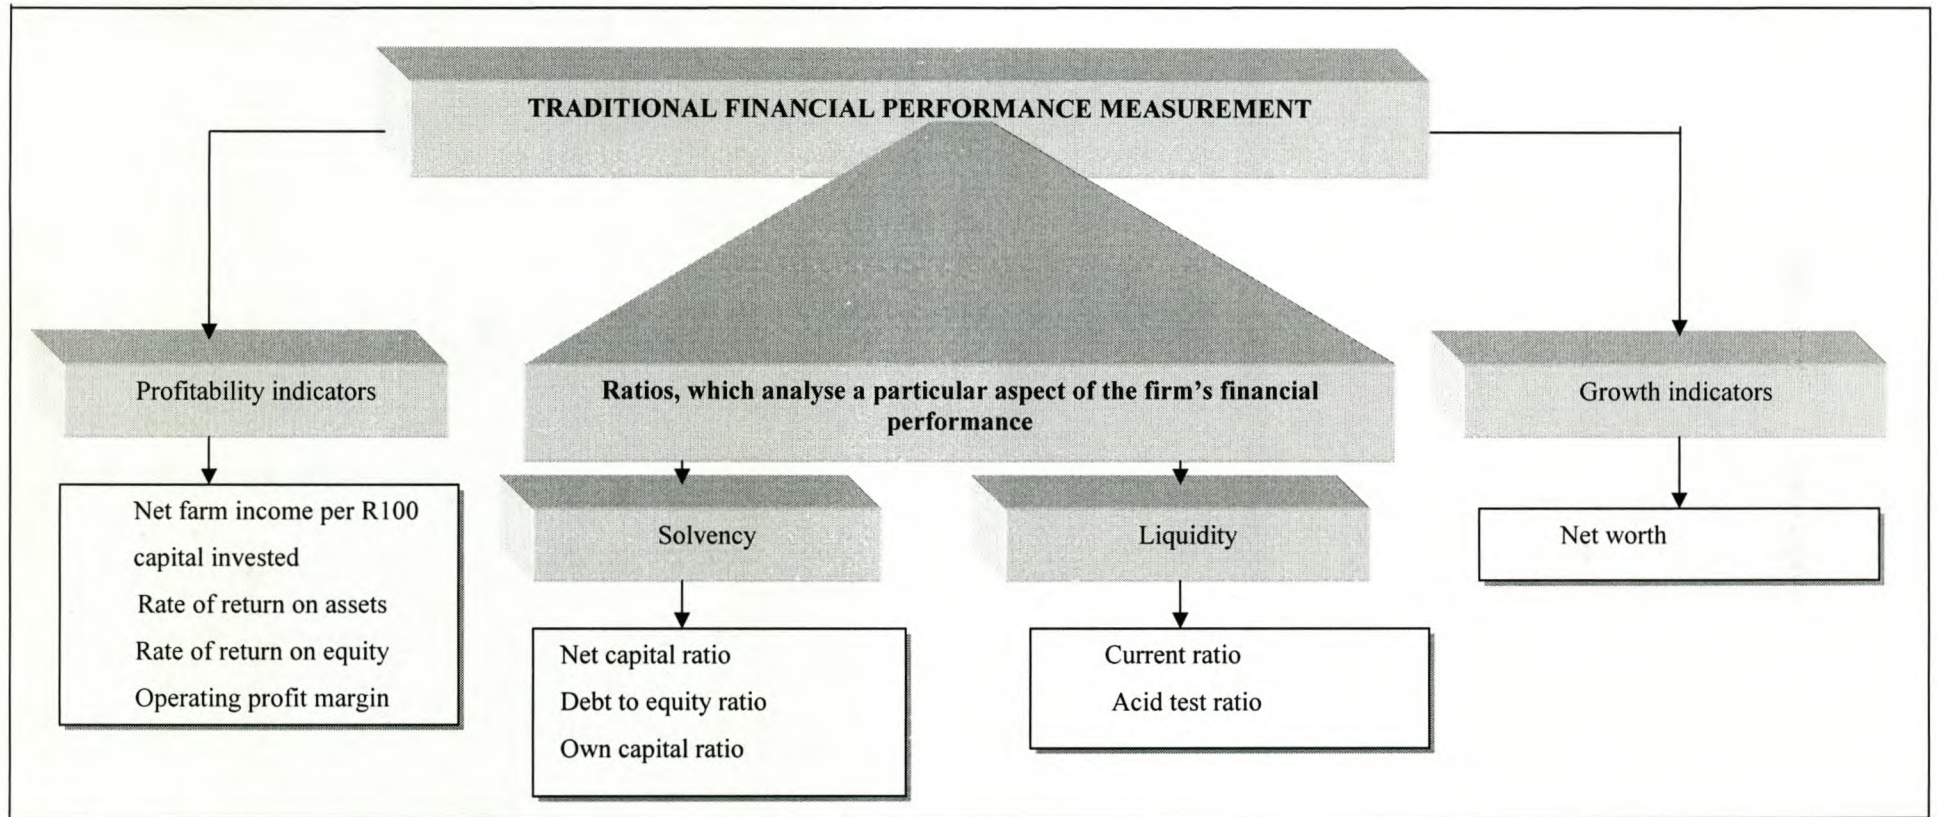 TRADITIONAL FINANCIAL PERFORMANCE MEASUREMENT
Profitability indicators
Net farm income per R100
capital invested
Rate of return on assets
Rate of return on equity
Operating profit margin
Ratios, which analyse a particular aspect of the firm's financial
performance
Solvency
Net capital ratio
Debt to equity ratio
Own capital ratio
Liquidity
Current ratio
Acid test ratio
Growth indicators
Net worth